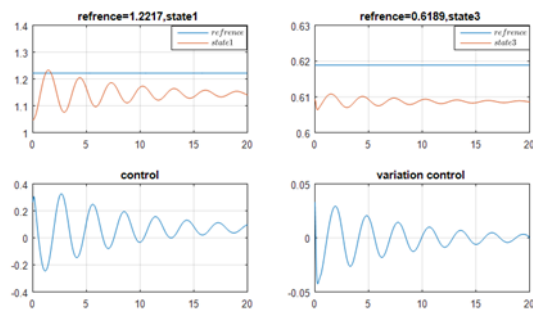 refrence=1.2217,state1
1.4
1.3
1.2
1.1
1
refrence
state1
0 5 10 15 20
refrence=0.6189,state3
0.63
0.62
0.61
0.6
refrence
state3
0 5 10 15 20
control
0.4
0.2
0
-0.2
-0.4
0 5 10 15 20
variation control
0.05
0
-0.05
0 5 10 15 20